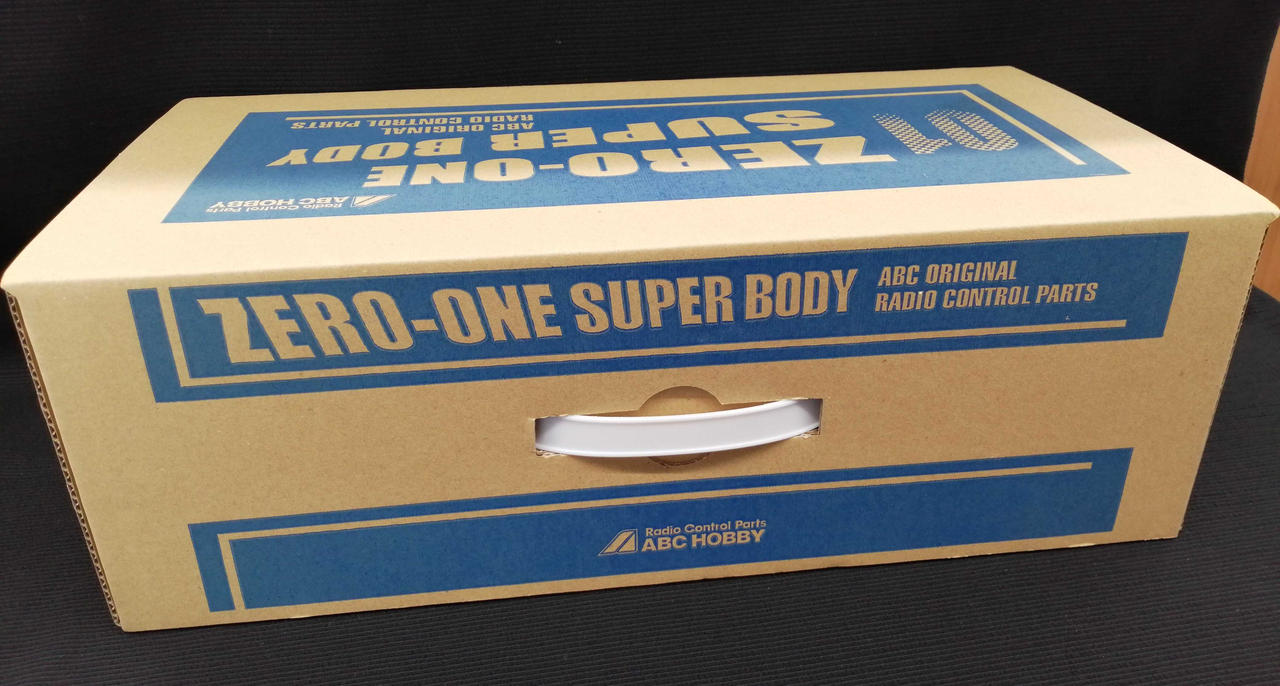 01
ZERO-ONE
SUPER BODY
ABC ORIGINAL
RADIO CONTROL PARTS
Radio Control Parts
ABC HOBBY
ZERO-ONE SUPER BODY
ABC ORIGINAL
RADIO CONTROL PARTS
Radio Control Parts
ABC HOBBY